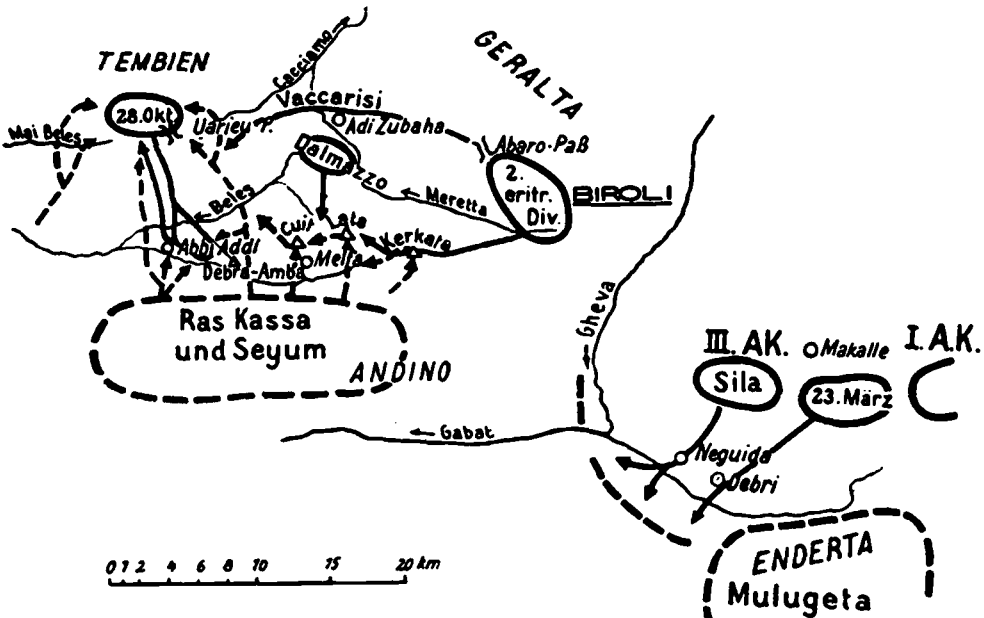 TEMBIEN
GERALTA
Cacciamo
28.Okt
Uarieu P.
Vaccarisi
Adi Zubaha
Mai Beles
Dalmazzo
Abaro-Paß
2.
eritr.
Div.
BIROLI
← Meretta
← Beles
Kerkata
Abbi Addi
Debra-Amba
Melfa
Ras Kassa
und Seyum
ANDINO
← Gheva
III. AK.
Makalle
I. A.K.
Sila
23.März
← Gabat
Neguida
Debri
ENDERTA
Mulugeta
0 1 2 4 6 8 10 15 20 km